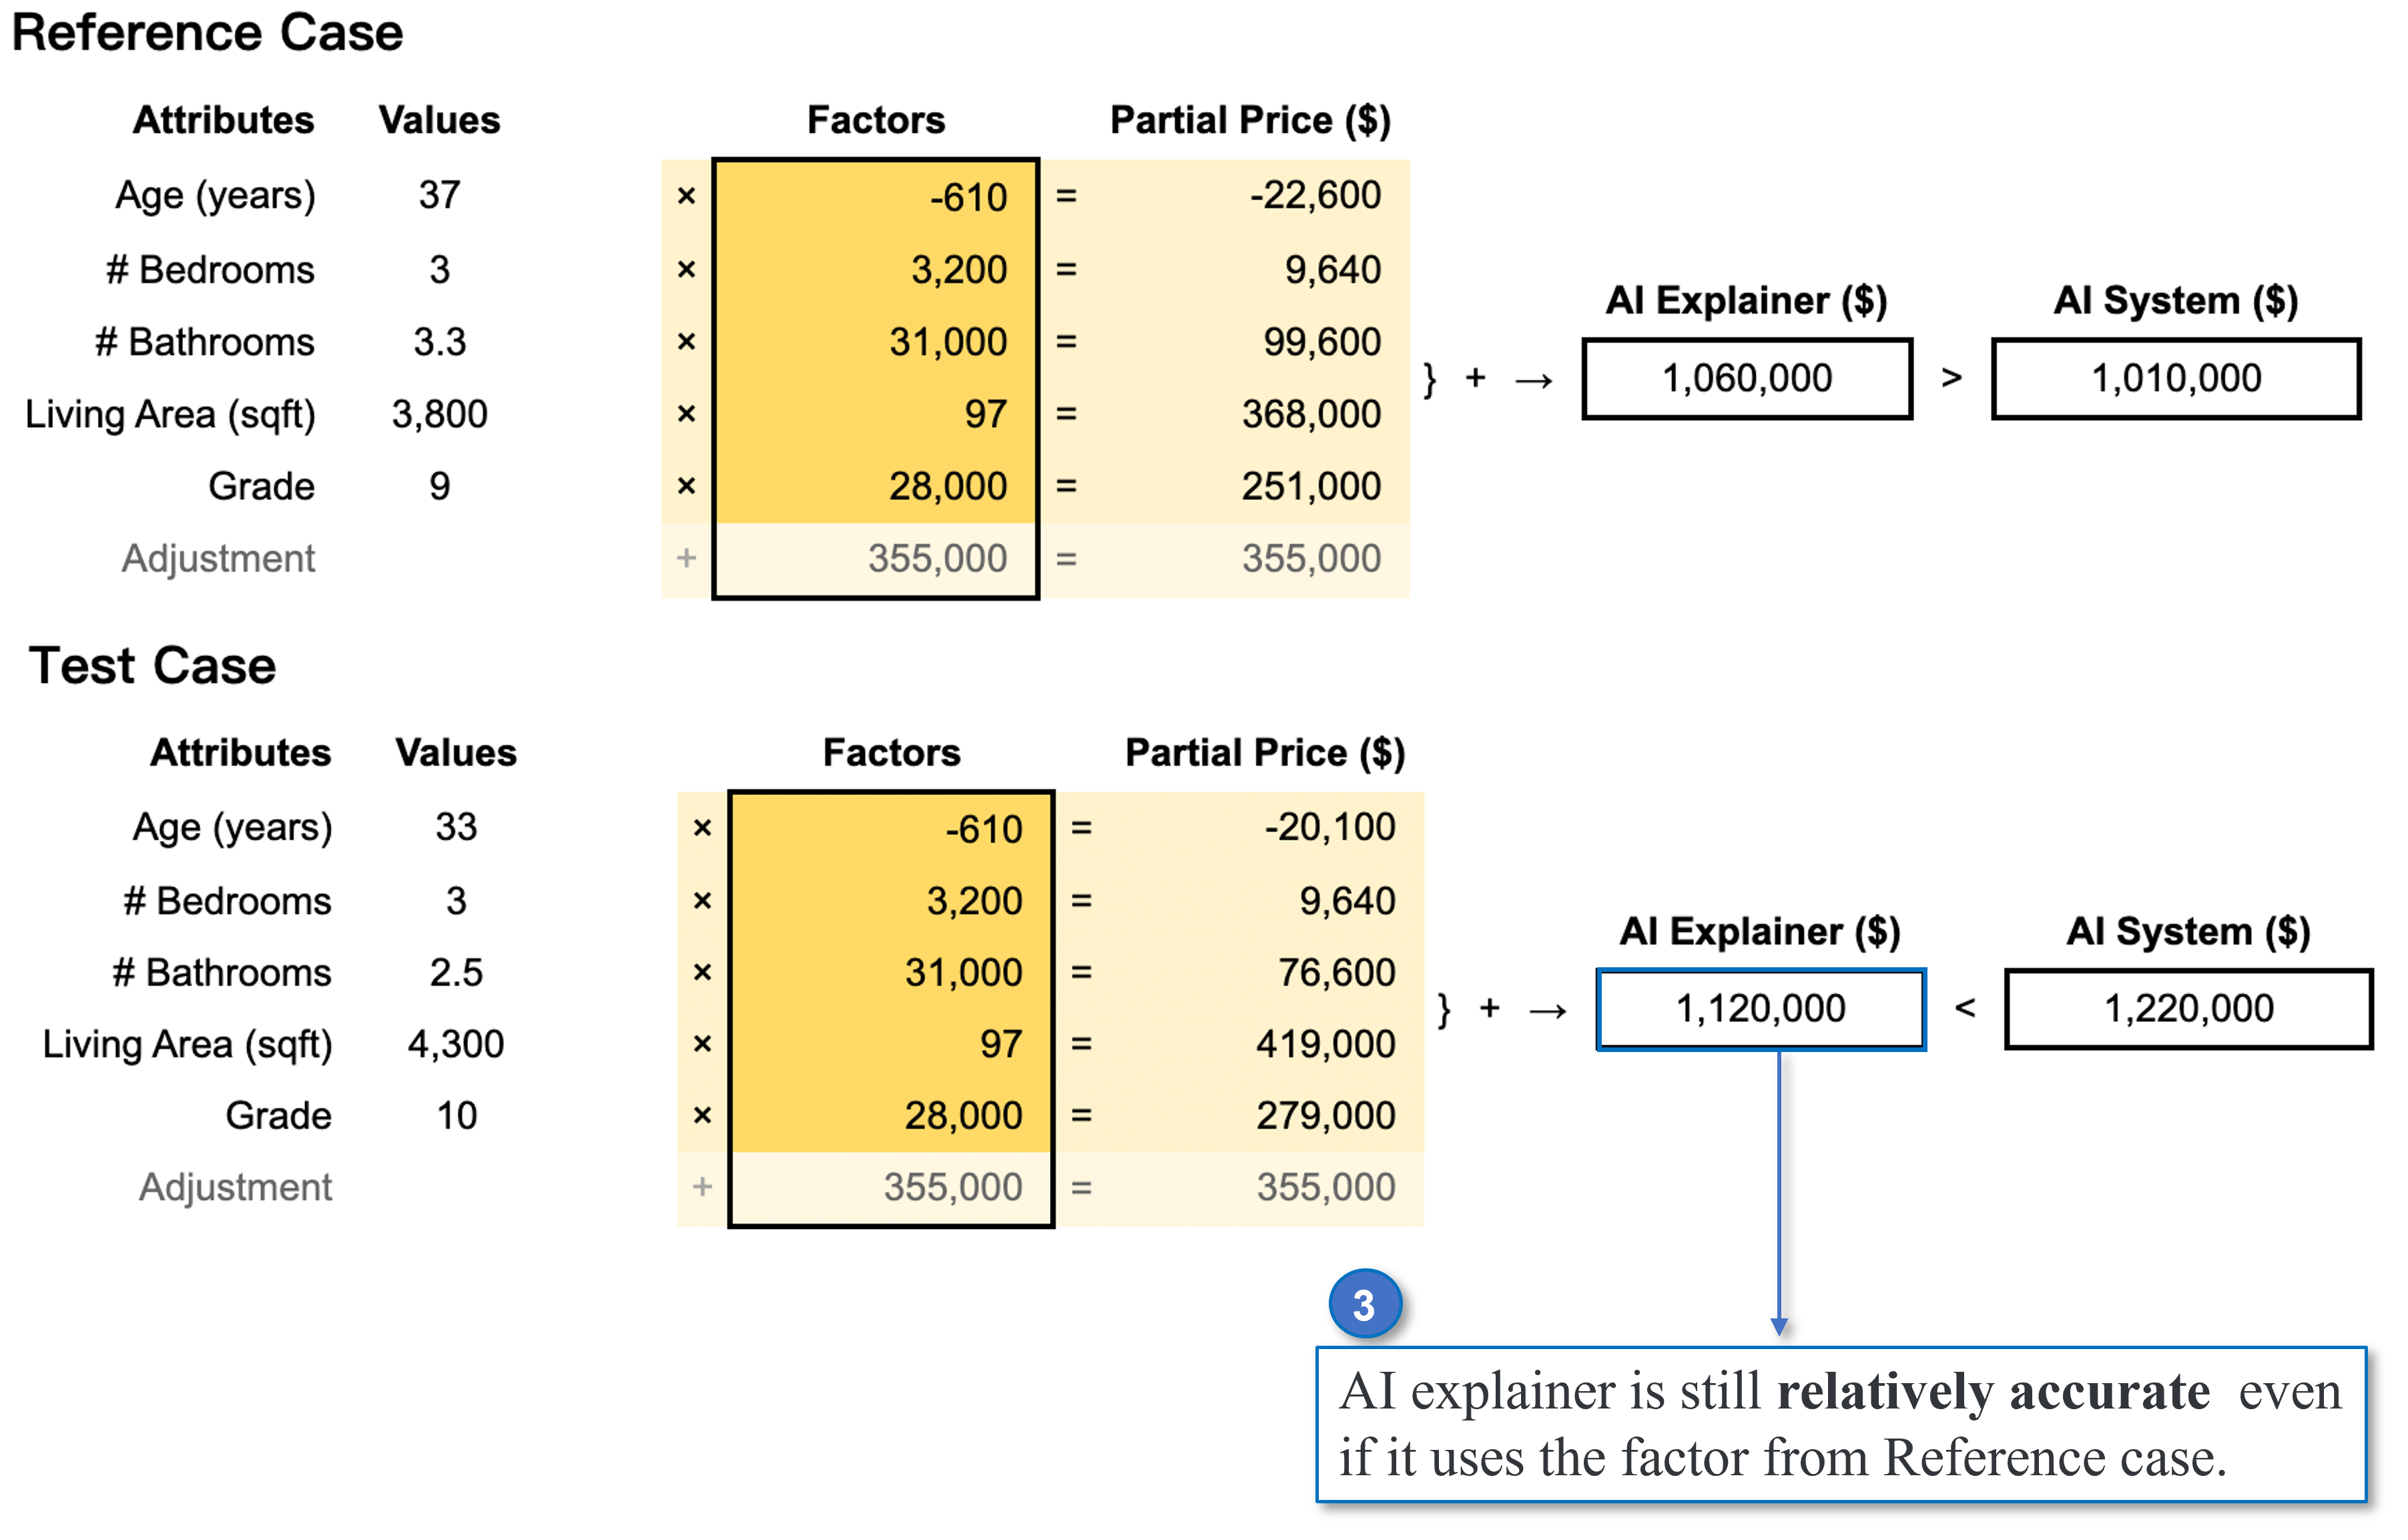 Reference Case
Attributes Values Factors Partial Price ($)
Age (years) 37 × -610 = -22,600
# Bedrooms 3 × 3,200 = 9,640
AI Explainer ($) AI System ($)
# Bathrooms 3.3 × 31,000 = 99,600
} + → 1,060,000 > 1,010,000
Living Area (sqft) 3,800 × 97 = 368,000
Grade 9 × 28,000 = 251,000
Adjustment + 355,000 = 355,000
Test Case
Attributes Values Factors Partial Price ($)
Age (years) 33 × -610 = -20,100
# Bedrooms 3 × 3,200 = 9,640
AI Explainer ($) AI System ($)
# Bathrooms 2.5 × 31,000 = 76,600
} + → 1,120,000 < 1,220,000
Living Area (sqft) 4,300 × 97 = 419,000
Grade 10 × 28,000 = 279,000
Adjustment + 355,000 = 355,000
3
AI explainer is still relatively accurate even
if it uses the factor from Reference case.